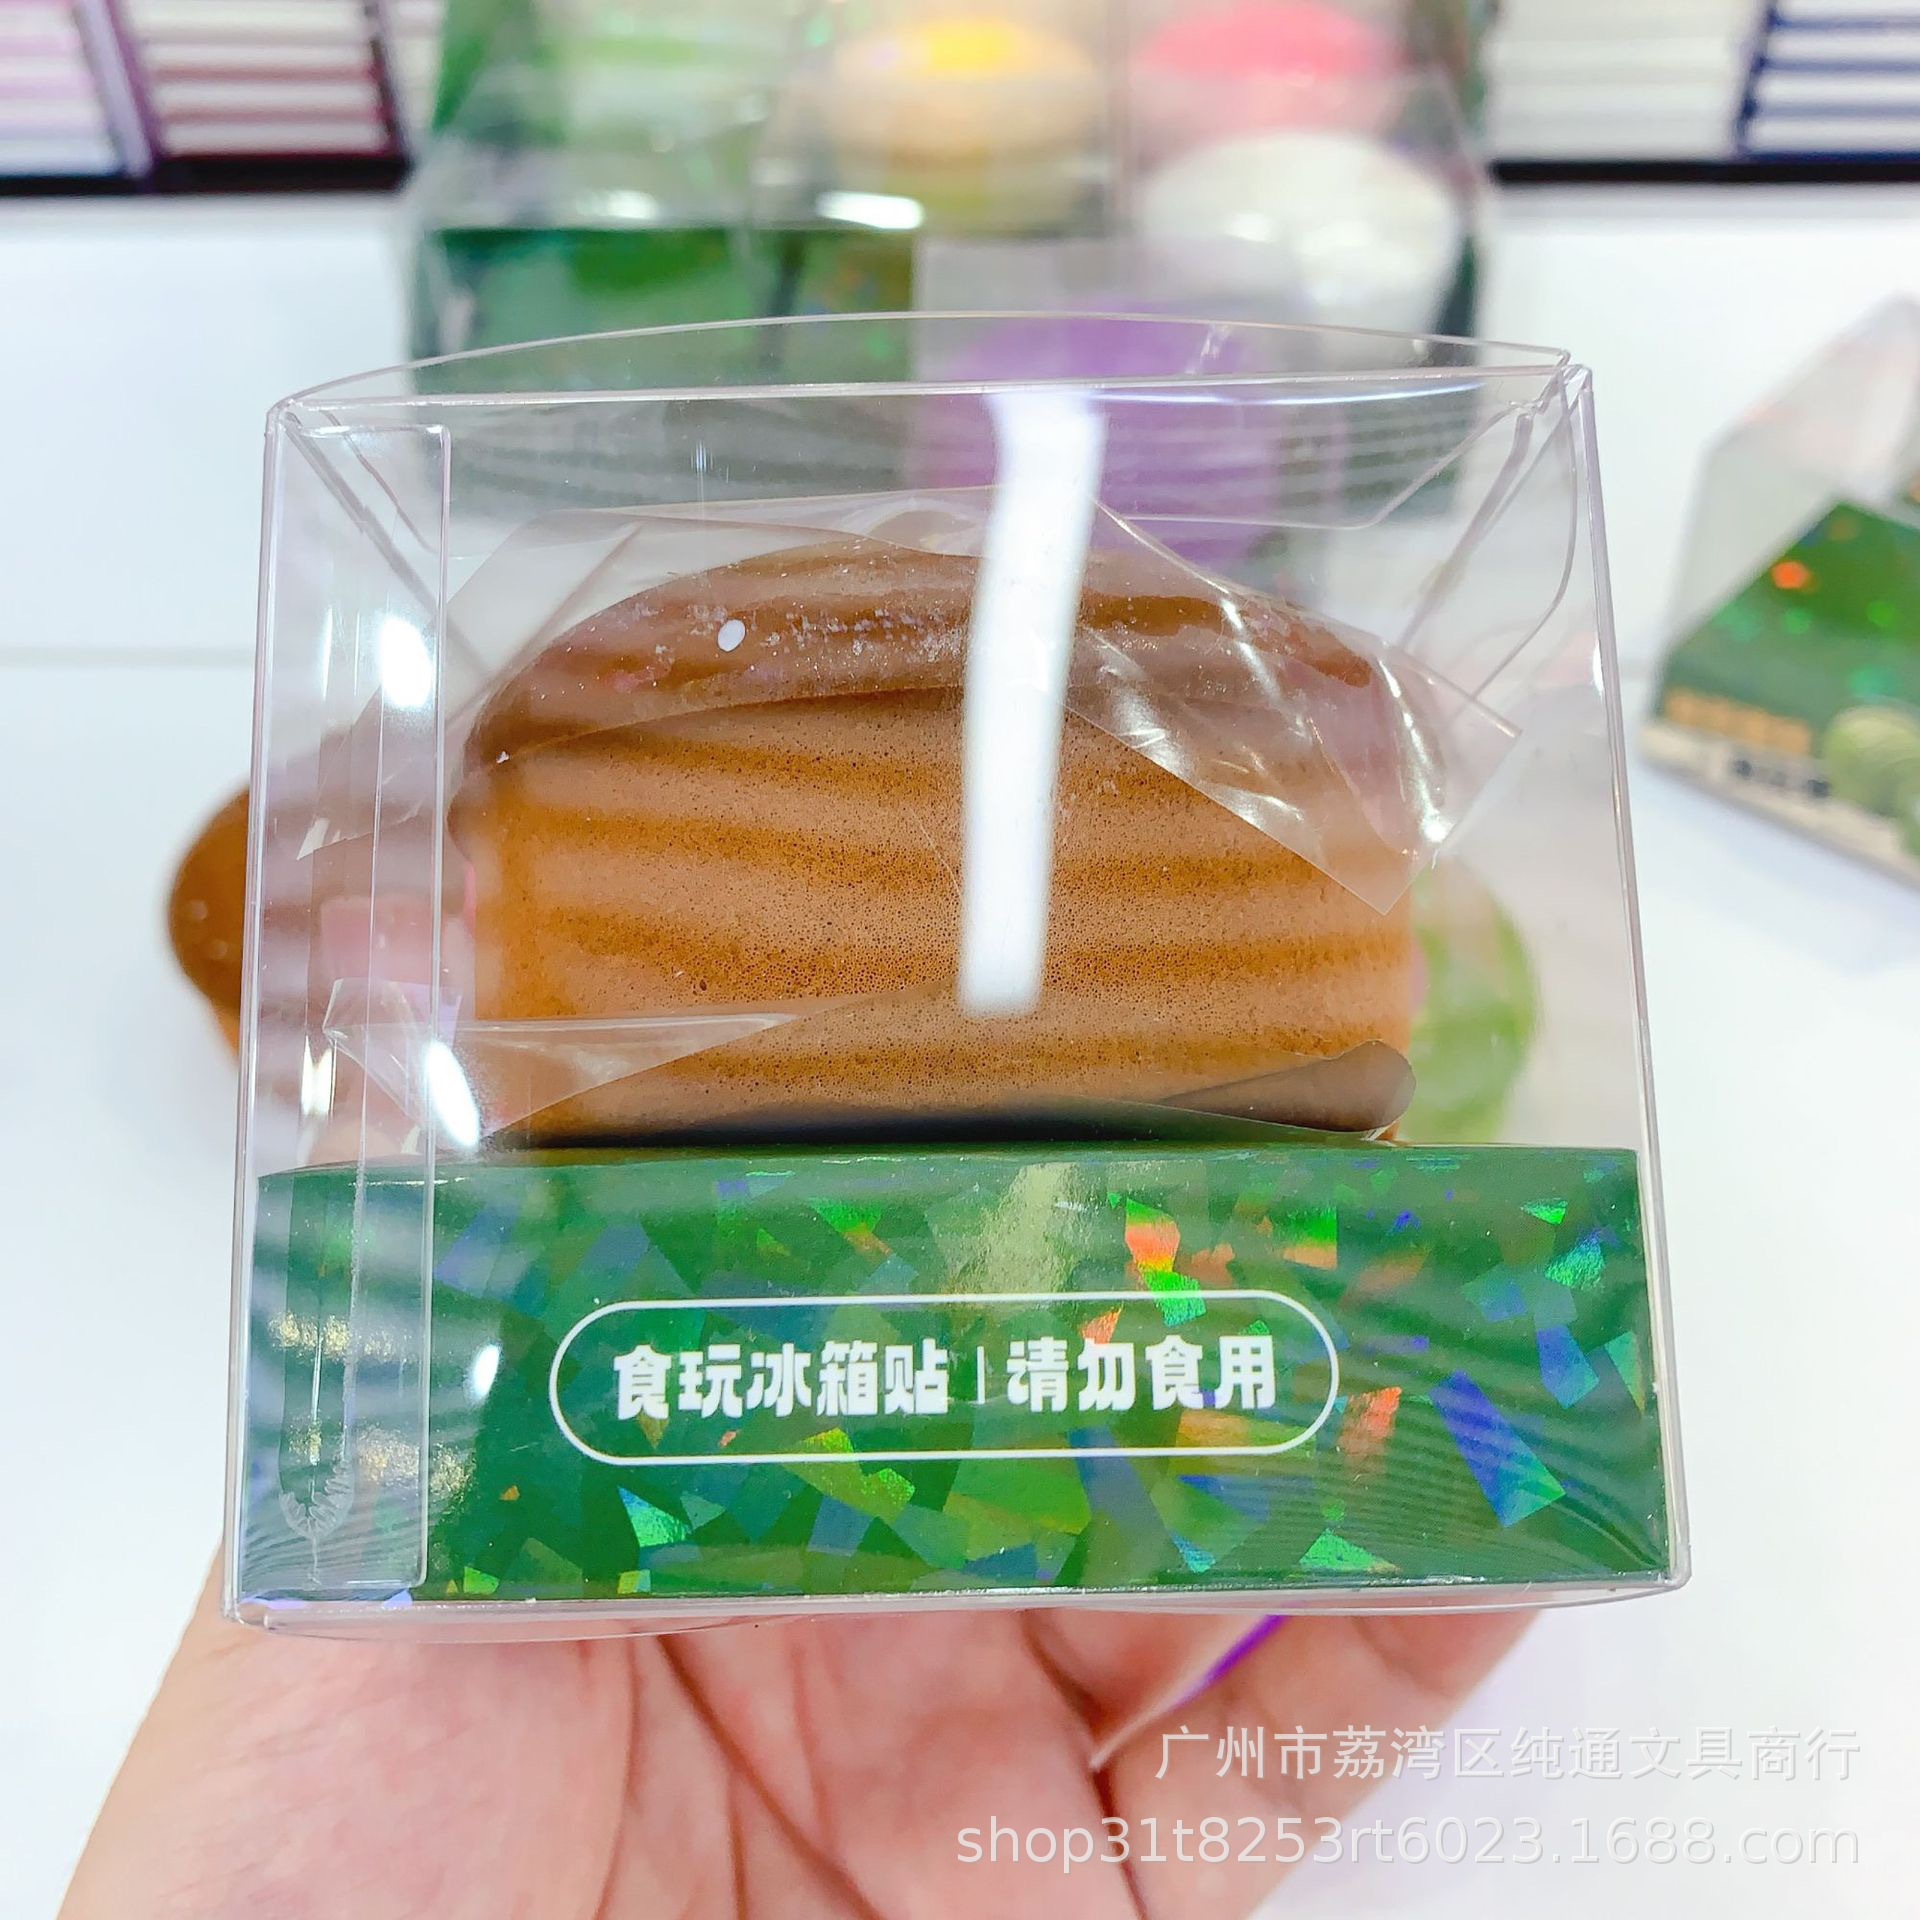 食玩冰箱贴 | 请勿食用
广州市荔湾区纯通文具商行
shop31t8253rt6023.1688.com